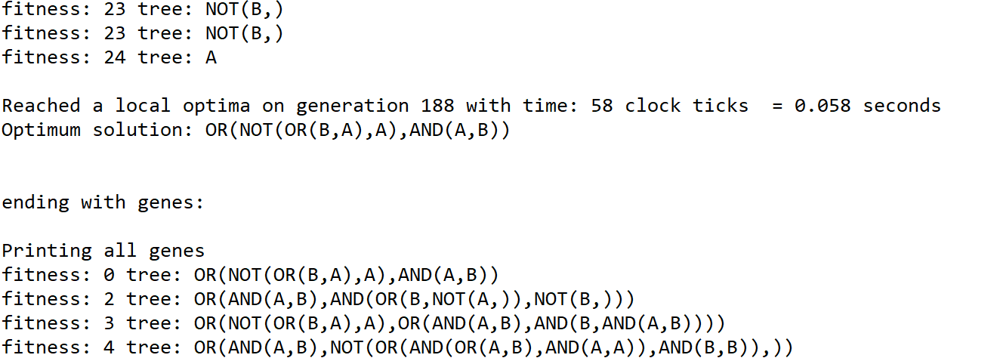 fitness: 23 tree: NOT(B,)
fitness: 23 tree: NOT(B,)
fitness: 24 tree: A
Reached a local optima on generation 188 with time: 58 clock ticks  = 0.058 seconds
Optimum solution: OR(NOT(OR(B,A),A),AND(A,B))
ending with genes:
Printing all genes
fitness: 0 tree: OR(NOT(OR(B,A),A),AND(A,B))
fitness: 2 tree: OR(AND(A,B),AND(OR(B,NOT(A,)),NOT(B,)))
fitness: 3 tree: OR(NOT(OR(B,A),A),OR(AND(A,B),AND(B,AND(A,B))))
fitness: 4 tree: OR(AND(A,B),NOT(OR(AND(OR(A,B),AND(A,A)),AND(B,B)),))